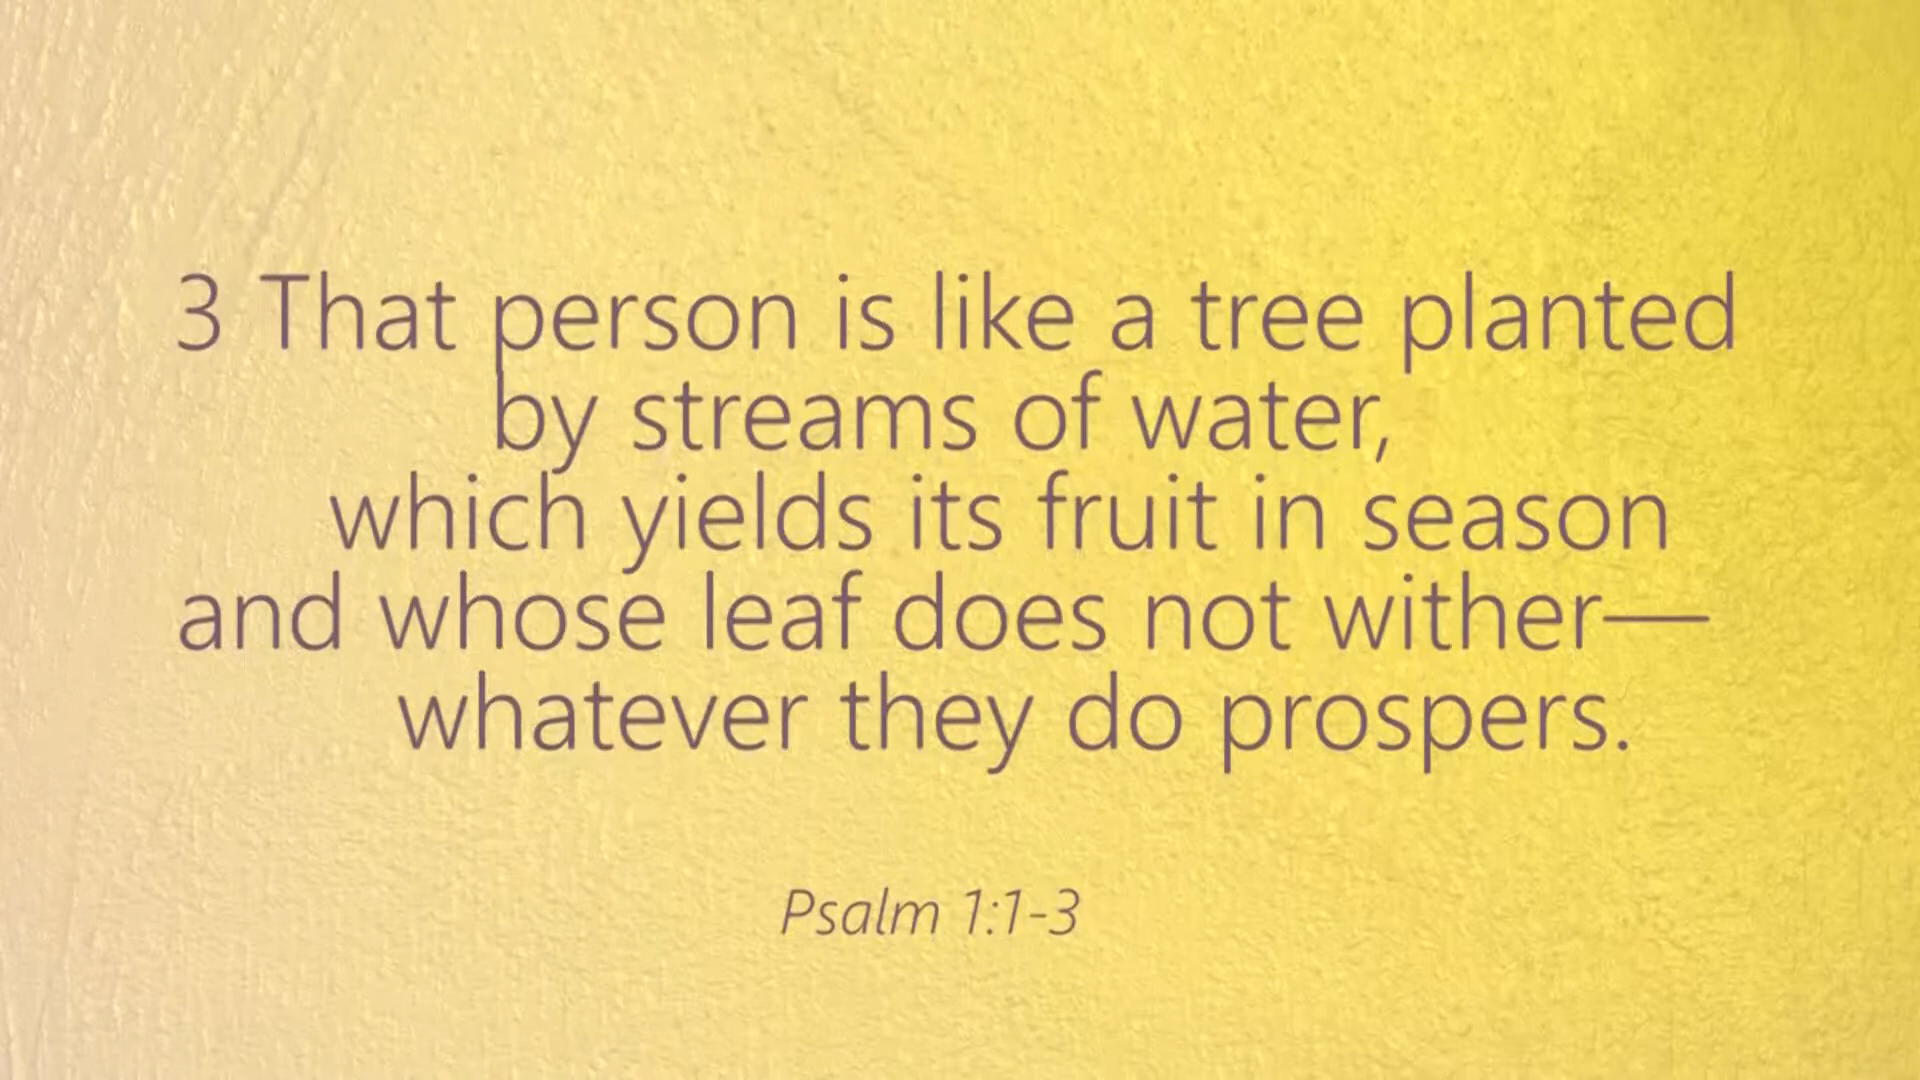 3 That person is like a tree planted
by streams of water,
which yields its fruit in season
and whose leaf does not wither—
whatever they do prospers.
Psalm 1:1-3